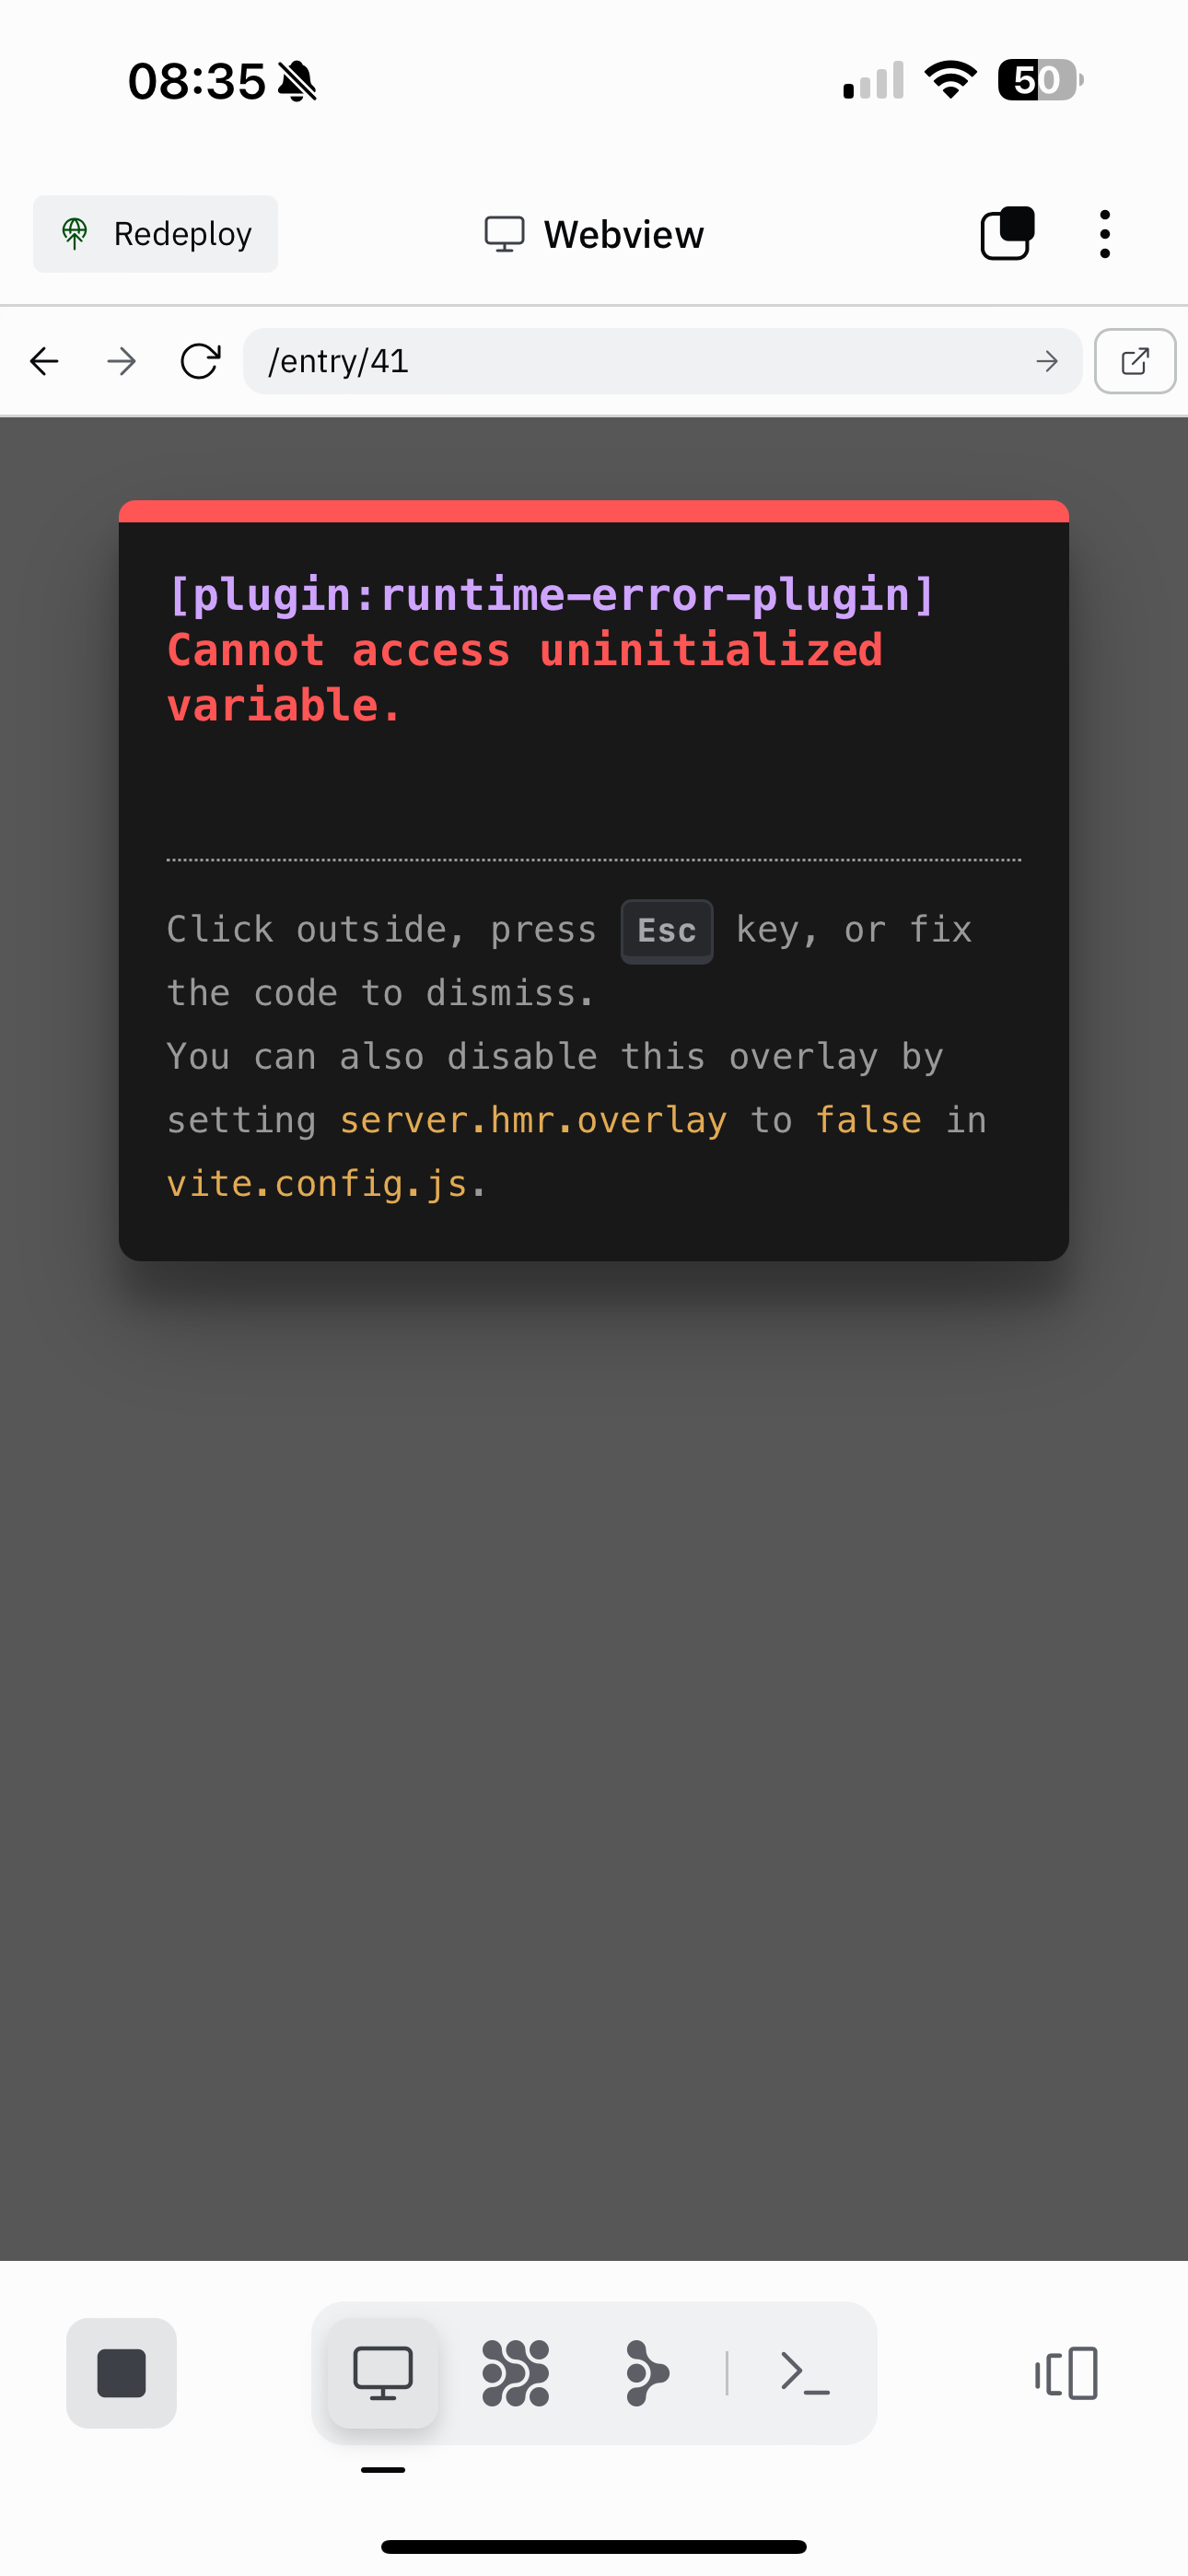 08:35
50
Redeploy
Webview
/entry/41
[plugin:runtime-error-plugin]
Cannot access uninitialized
variable.
Click outside, press Esc key, or fix
the code to dismiss.
You can also disable this overlay by
setting server.hmr.overlay to false in
vite.config.js.